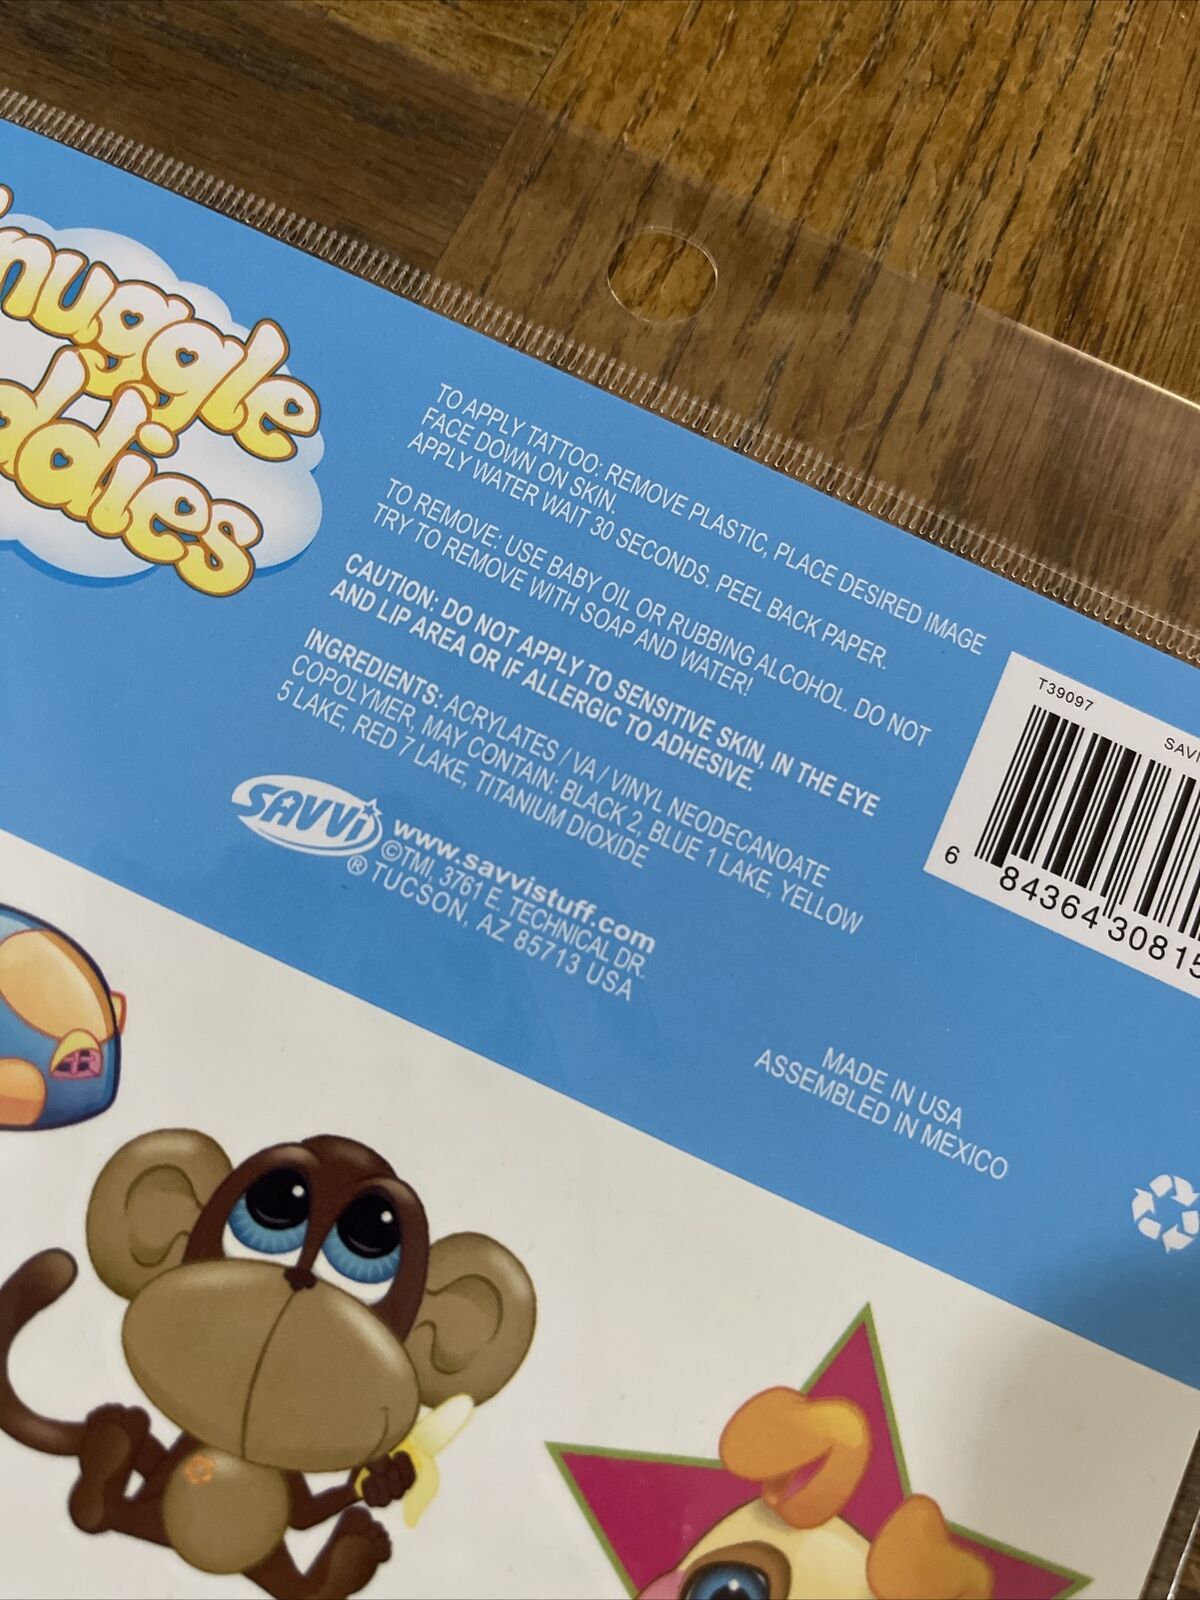 nuggle
ddies
TO APPLY TATTOO: REMOVE PLASTIC, PLACE DESIRED IMAGE
FACE DOWN ON SKIN.
APPLY WATER WAIT 30 SECONDS. PEEL BACK PAPER.
TO REMOVE: USE BABY OIL OR RUBBING ALCOHOL. DO NOT
TRY TO REMOVE WITH SOAP AND WATER!
CAUTION: DO NOT APPLY TO SENSITIVE SKIN, IN THE EYE
AND LIP AREA OR IF ALLERGIC TO ADHESIVE.
INGREDIENTS: ACRYLATES / VA / VINYL NEODECANOATE
COPOLYMER, MAY CONTAIN: BLACK 2, BLUE 1 LAKE, YELLOW
5 LAKE, RED 7 LAKE, TITANIUM DIOXIDE
SAVVi
www.savvistuff.com
©TMI, 3761 E. TECHNICAL DR.
® TUCSON, AZ 85713 USA
T39097
SAV
6 84364 30815
MADE IN USA
ASSEMBLED IN MEXICO